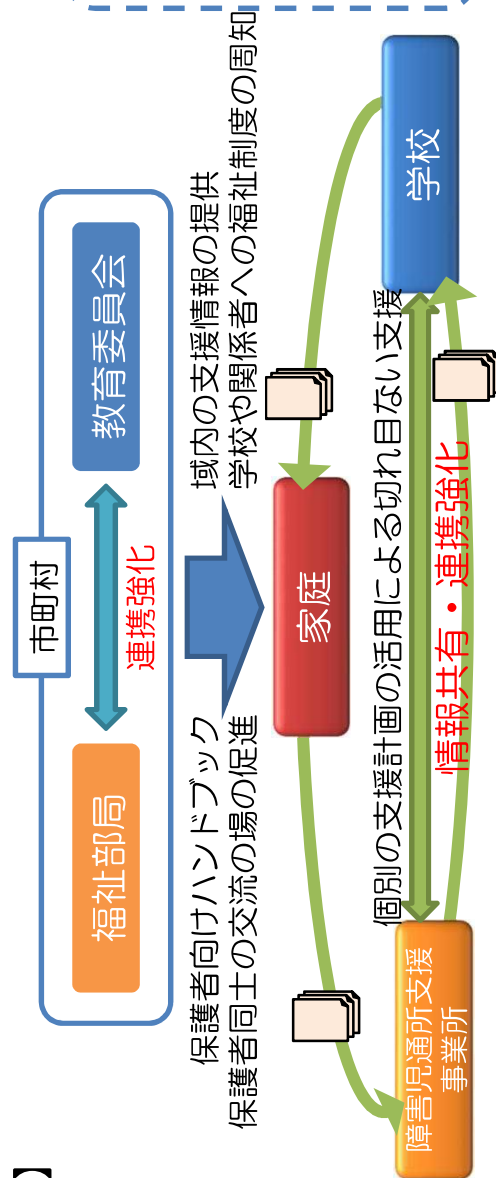 市町村
福祉部局
教育委員会
連携強化
保護者向けハンドブック
保護者同士の交流の場の促進
域内の支援情報の提供
学校や関係者への福祉制度の周知
家庭
個別の支援計画の活用による切れ目ない支援
情報共有・連携強化
障害児通所支援
事業所
学校
】